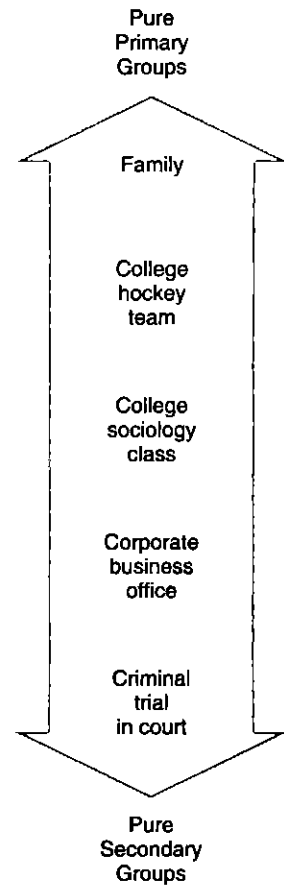 Pure
Primary
Groups
Family
College
hockey
team
College
sociology
class
Corporate
business
office
Criminal
trial
in court
Pure
Secondary
Groups